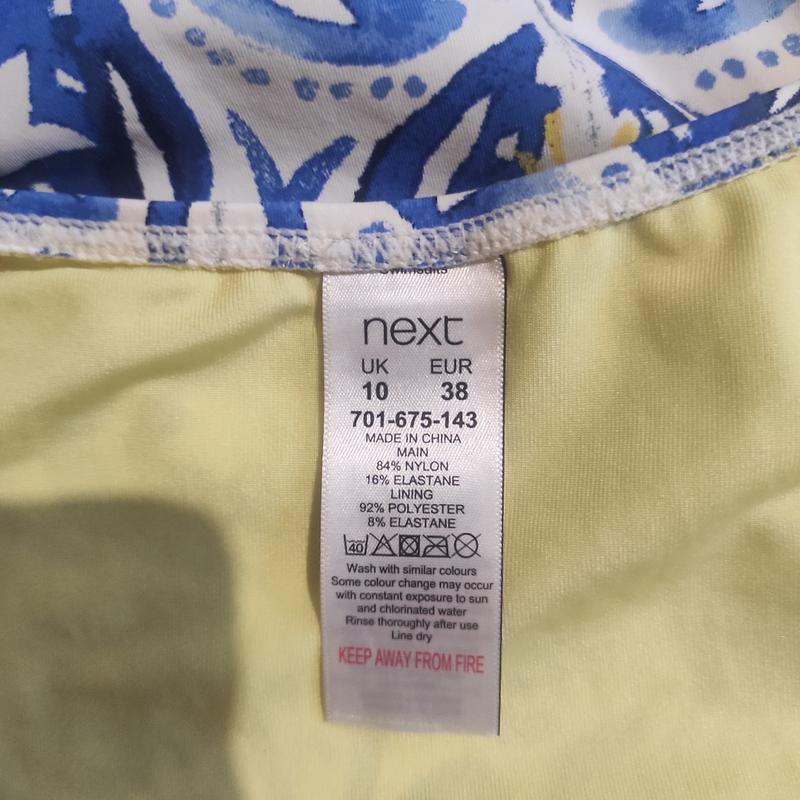 next
UK EUR
10 38
701-675-143
MADE IN CHINA
MAIN
84% NYLON
16% ELASTANE
LINING
92% POLYESTER
8% ELASTANE
40
Wash with similar colours
Some colour change may occur
with constant exposure to sun
and chlorinated water
Rinse thoroughly after use
Line dry
KEEP AWAY FROM FIRE